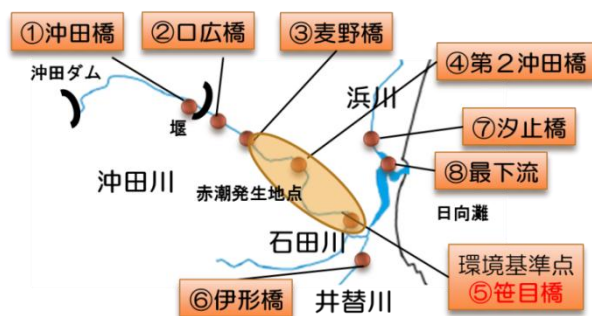 ①沖田橋
②口広橋
③麦野橋
④第2沖田橋
沖田ダム
堰
浜川
⑦汐止橋
⑧最下流
沖田川
赤潮発生地点
日向灘
石田川
環境基準点
⑤笹目橋
⑥伊形橋
井替川